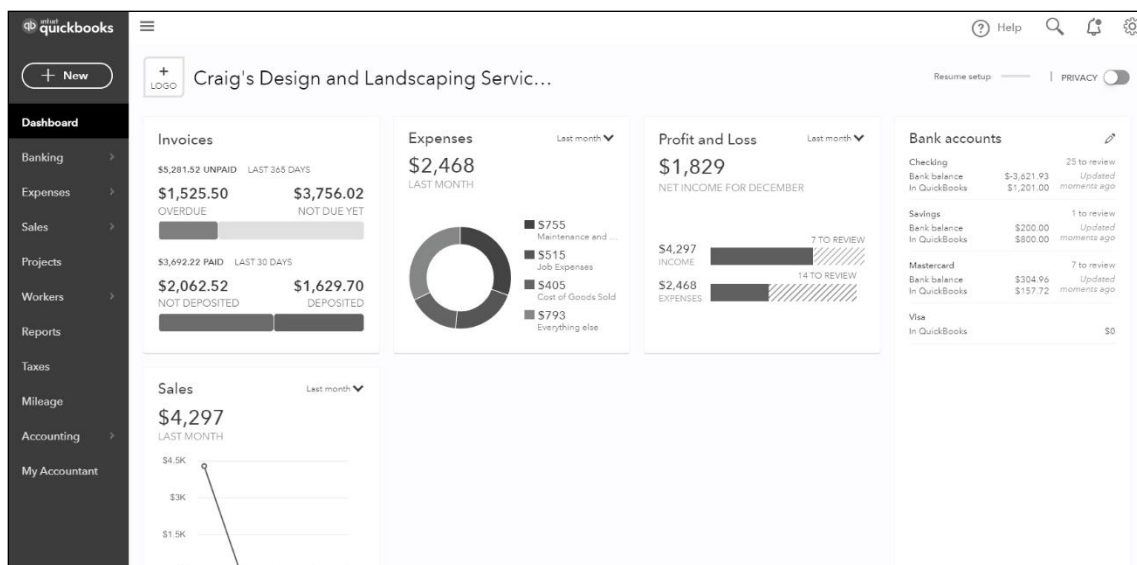 intuit
quickbooks
Help
+ New
+
LOGO
Craig's Design and Landscaping Servic...
Resume setup
PRIVACY
Dashboard
Banking
Expenses
Sales
Projects
Workers
Reports
Taxes
Mileage
Accounting
My Accountant
Invoices
$5,281.52 UNPAID LAST 365 DAYS
$1,525.50 $3,756.02
OVERDUE NOT DUE YET
$3,692.22 PAID LAST 30 DAYS
$2,062.52 $1,629.70
NOT DEPOSITED DEPOSITED
Expenses Last month
$2,468
LAST MONTH
$755
Maintenance and ...
$515
Job Expenses
$405
Cost of Goods Sold
$793
Everything else
Profit and Loss Last month
$1,829
NET INCOME FOR DECEMBER
7 TO REVIEW
$4,297
INCOME
14 TO REVIEW
$2,468
EXPENSES
Bank accounts
Checking 25 to review
Bank balance $-3,621.93 Updated
In QuickBooks $1,201.00 moments ago
Savings 1 to review
Bank balance $200.00 Updated
In QuickBooks $800.00 moments ago
Mastercard 7 to review
Bank balance $304.96 Updated
In QuickBooks $157.72 moments ago
Visa
In QuickBooks $0
Sales Last month
$4,297
LAST MONTH
$4.5K
$3K
$1.5K